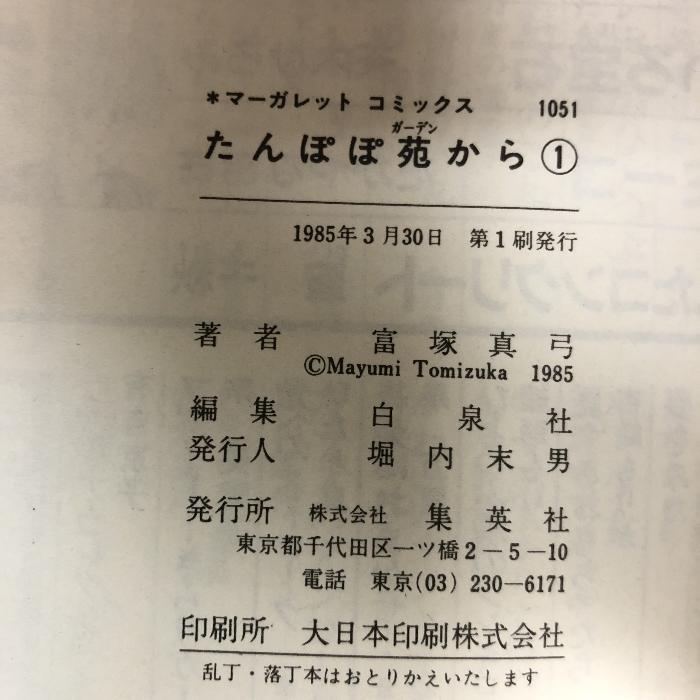 *マーガレット コミックス 1051
ガーデン
たんぽぽ苑から①
1985年3月30日 第1刷発行
著者 富塚真弓
©Mayumi Tomizuka 1985
編集 白泉社
発行人 堀内末男
発行所 株式会社 集英社
東京都千代田区一ツ橋2-5-10
電話 東京(03) 230-6171
印刷所 大日本印刷株式会社
乱丁・落丁本はおとりかえいたします